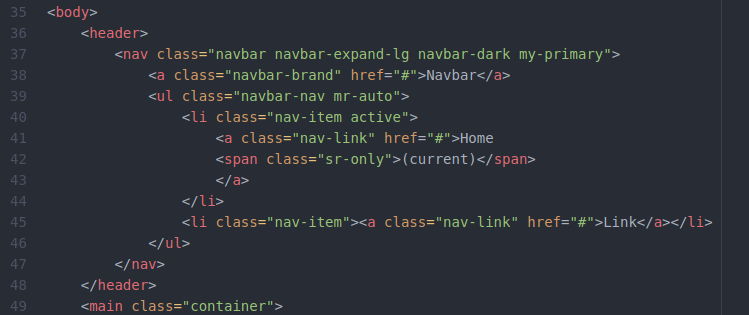 35 <body>
36     <header>
37         <nav class="navbar navbar-expand-lg navbar-dark my-primary">
38             <a class="navbar-brand" href="#">Navbar</a>
39             <ul class="navbar-nav mr-auto">
40                 <li class="nav-item active">
41                     <a class="nav-link" href="#">Home
42                     <span class="sr-only">(current)</span>
43                     </a>
44                 </li>
45                 <li class="nav-item"><a class="nav-link" href="#">Link</a></li>
46             </ul>
47         </nav>
48     </header>
49     <main class="container">